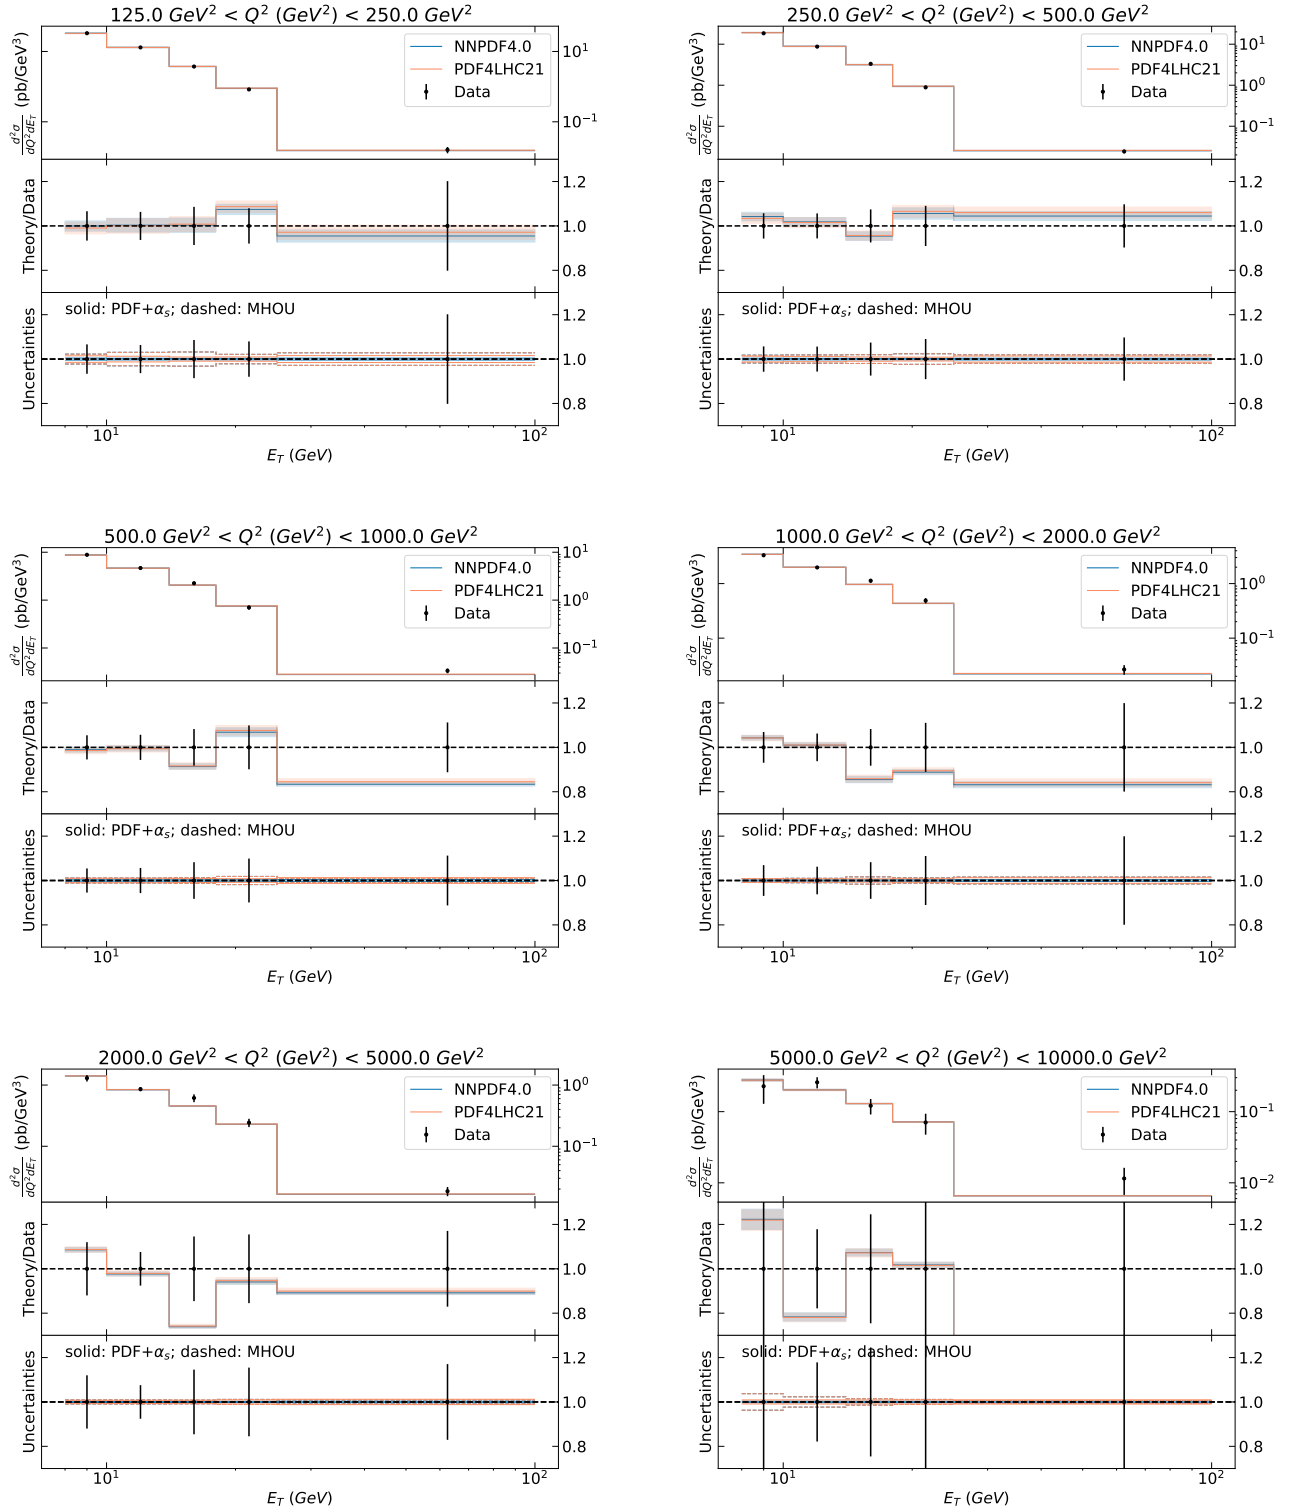 125.0 GeV² < Q² (GeV²) < 250.0 GeV²
d²σ/dQ²dE_T (pb/GeV³)
NNPDF4.0
PDF4LHC21
Data
10¹
10⁻¹
Theory/Data
1.2
1.0
0.8
Uncertainties
solid: PDF+α_s; dashed: MHOU
1.2
1.0
0.8
10¹ 10²
E_T (GeV)
250.0 GeV² < Q² (GeV²) < 500.0 GeV²
d²σ/dQ²dE_T (pb/GeV³)
NNPDF4.0
PDF4LHC21
Data
10¹
10⁰
10⁻¹
Theory/Data
1.2
1.0
0.8
Uncertainties
solid: PDF+α_s; dashed: MHOU
1.2
1.0
0.8
10¹ 10²
E_T (GeV)
500.0 GeV² < Q² (GeV²) < 1000.0 GeV²
d²σ/dQ²dE_T (pb/GeV³)
NNPDF4.0
PDF4LHC21
Data
10¹
10⁰
10⁻¹
Theory/Data
1.2
1.0
0.8
Uncertainties
solid: PDF+α_s; dashed: MHOU
1.2
1.0
0.8
10¹ 10²
E_T (GeV)
1000.0 GeV² < Q² (GeV²) < 2000.0 GeV²
d²σ/dQ²dE_T (pb/GeV³)
NNPDF4.0
PDF4LHC21
Data
10⁰
10⁻¹
Theory/Data
1.2
1.0
0.8
Uncertainties
solid: PDF+α_s; dashed: MHOU
1.2
1.0
0.8
10¹ 10²
E_T (GeV)
2000.0 GeV² < Q² (GeV²) < 5000.0 GeV²
d²σ/dQ²dE_T (pb/GeV³)
NNPDF4.0
PDF4LHC21
Data
10⁰
10⁻¹
Theory/Data
1.2
1.0
0.8
Uncertainties
solid: PDF+α_s; dashed: MHOU
1.2
1.0
0.8
10¹ 10²
E_T (GeV)
5000.0 GeV² < Q² (GeV²) < 10000.0 GeV²
d²σ/dQ²dE_T (pb/GeV³)
NNPDF4.0
PDF4LHC21
Data
10⁻¹
10⁻²
Theory/Data
1.2
1.0
0.8
Uncertainties
solid: PDF+α_s; dashed: MHOU
1.2
1.0
0.8
10¹ 10²
E_T (GeV)